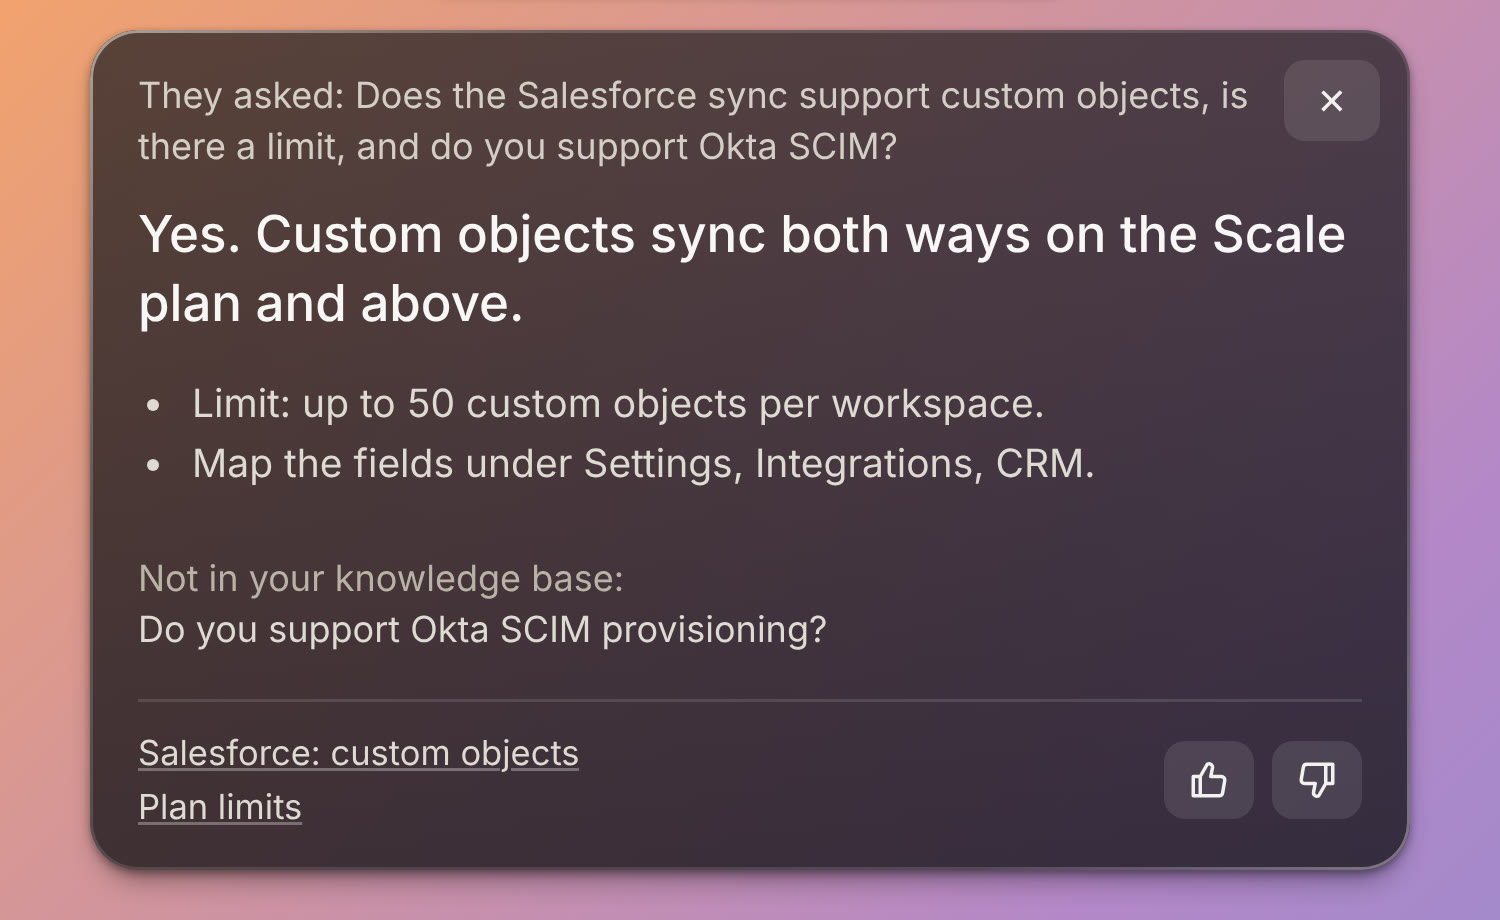 They asked: Does the Salesforce sync support custom objects, is
there a limit, and do you support Okta SCIM?
Yes. Custom objects sync both ways on the Scale
plan and above.
• Limit: up to 50 custom objects per workspace.
• Map the fields under Settings, Integrations, CRM.
Not in your knowledge base:
Do you support Okta SCIM provisioning?
Salesforce: custom objects
Plan limits